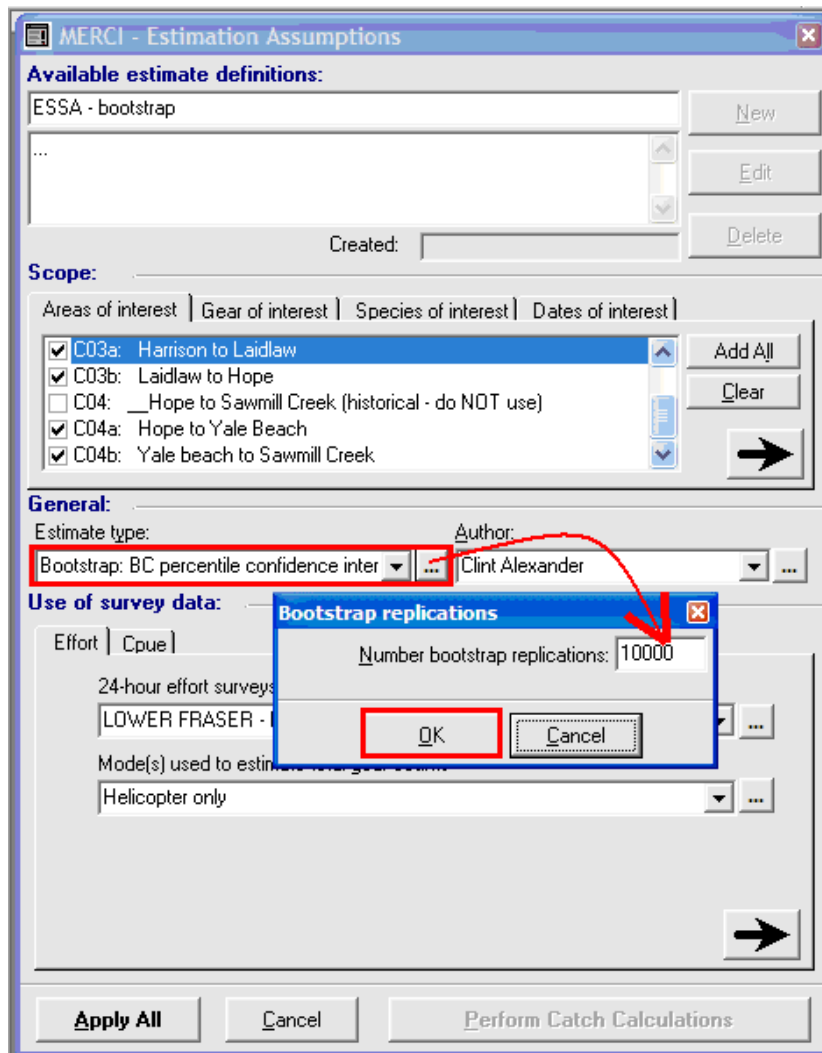 MERCI - Estimation Assumptions
Available estimate definitions:
ESSA - bootstrap
New
...
Edit
Delete
Created:
Scope:
Areas of interest Gear of interest Species of interest Dates of interest
C03a: Harrison to Laidlaw
Add All
C03b: Laidlaw to Hope
Clear
C04: __Hope to Sawmill Creek (historical - do NOT use)
C04a: Hope to Yale Beach
C04b: Yale beach to Sawmill Creek
General:
Estimate type: Author:
Bootstrap: BC percentile confidence inter ... Clint Alexander ...
Use of survey data:
Bootstrap replications
Effort Cpue
Number bootstrap replications: 10000
24-hour effort surveys
LOWER FRASER - ...
OK Cancel
Mode(s) used to
Helicopter only ...
Apply All Cancel Perform Catch Calculations